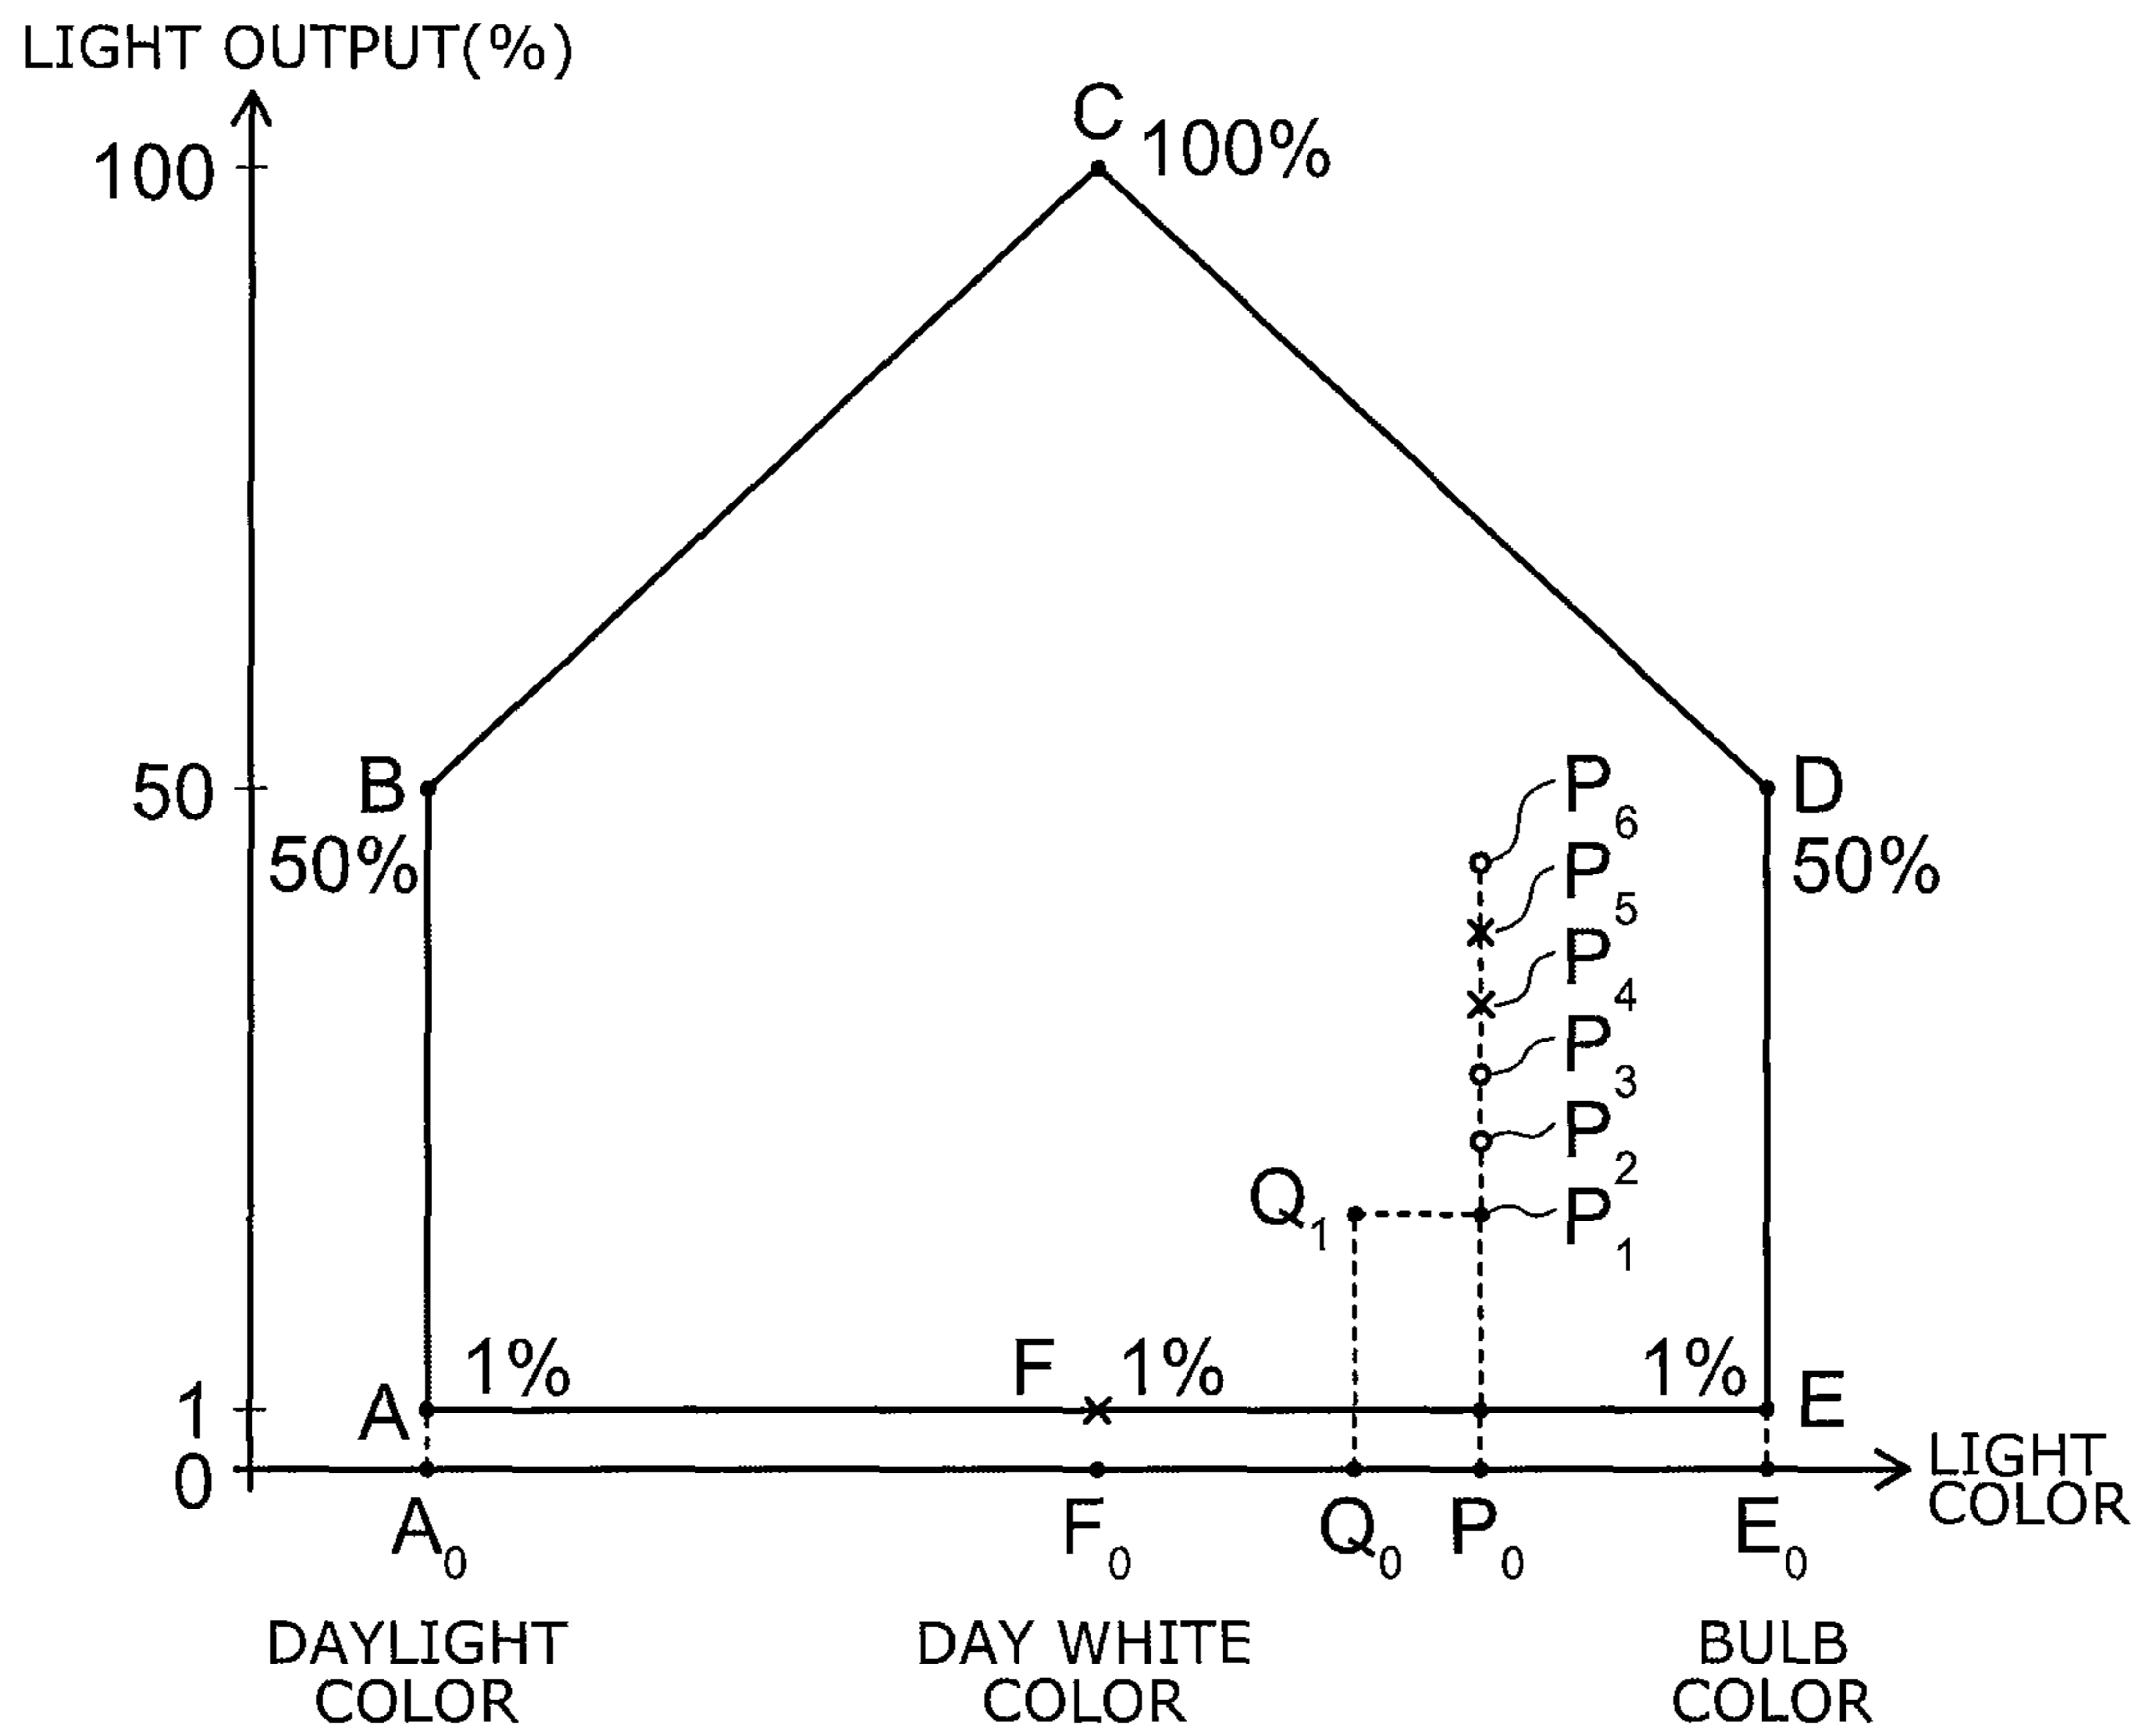 LIGHT OUTPUT(%)
C
100%
100
P6
B
D
50
50%
50%
P5
P4
P3
P2
Q1
P1
1%
F
1%
1%
1
A
E
0
LIGHT
COLOR
A0
F0
Q0
P0
E0
DAYLIGHT
COLOR
DAY WHITE
COLOR
BULB
COLOR